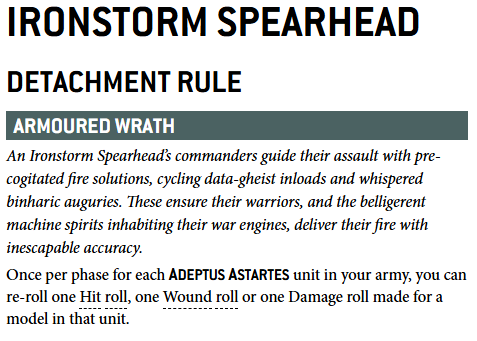 IRONSTORM SPEARHEAD
DETACHMENT RULE
ARMOURED WRATH
An Ironstorm Spearhead’s commanders guide their assault with pre-
cogitated fire solutions, cycling data-gheist inloads and whispered
binharic auguries. These ensure their warriors, and the belligerent
machine spirits inhabiting their war engines, deliver their fire with
inescapable accuracy.
Once per phase for each ADEPTUS ASTARTES unit in your army, you can
re-roll one Hit roll, one Wound roll or one Damage roll made for a
model in that unit.